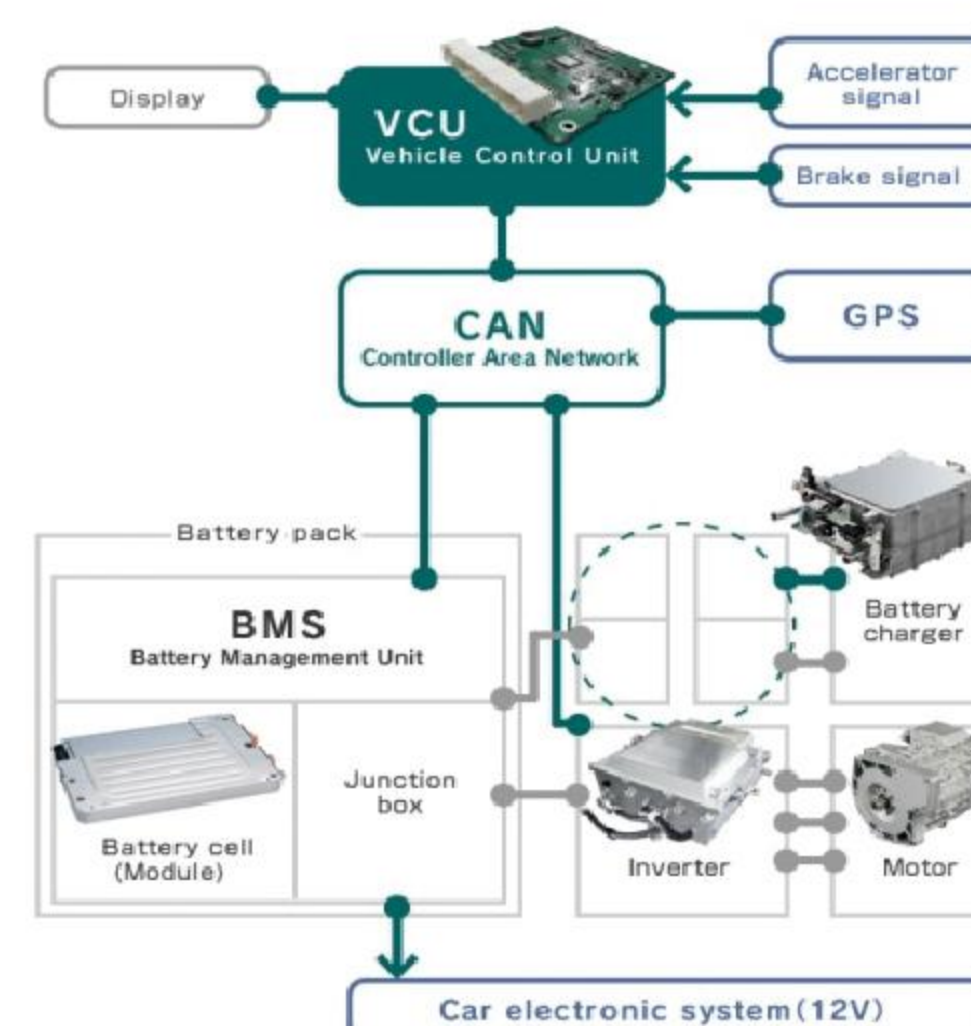 Display
VCU
Vehicle Control Unit
Accelerator
signal
Brake signal
CAN
Controller Area Network
GPS
Battery pack
BMS
Battery Management Unit
Battery
charger
Junction
box
Battery cell
(Module)
Inverter
Motor
Car electronic system(12V)